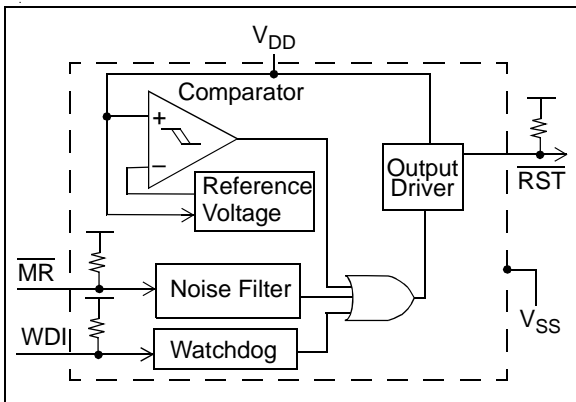 VDD
Comparator
+
−
Reference
Voltage
Output
Driver
RST
MR
Noise Filter
WDI
Watchdog
VSS